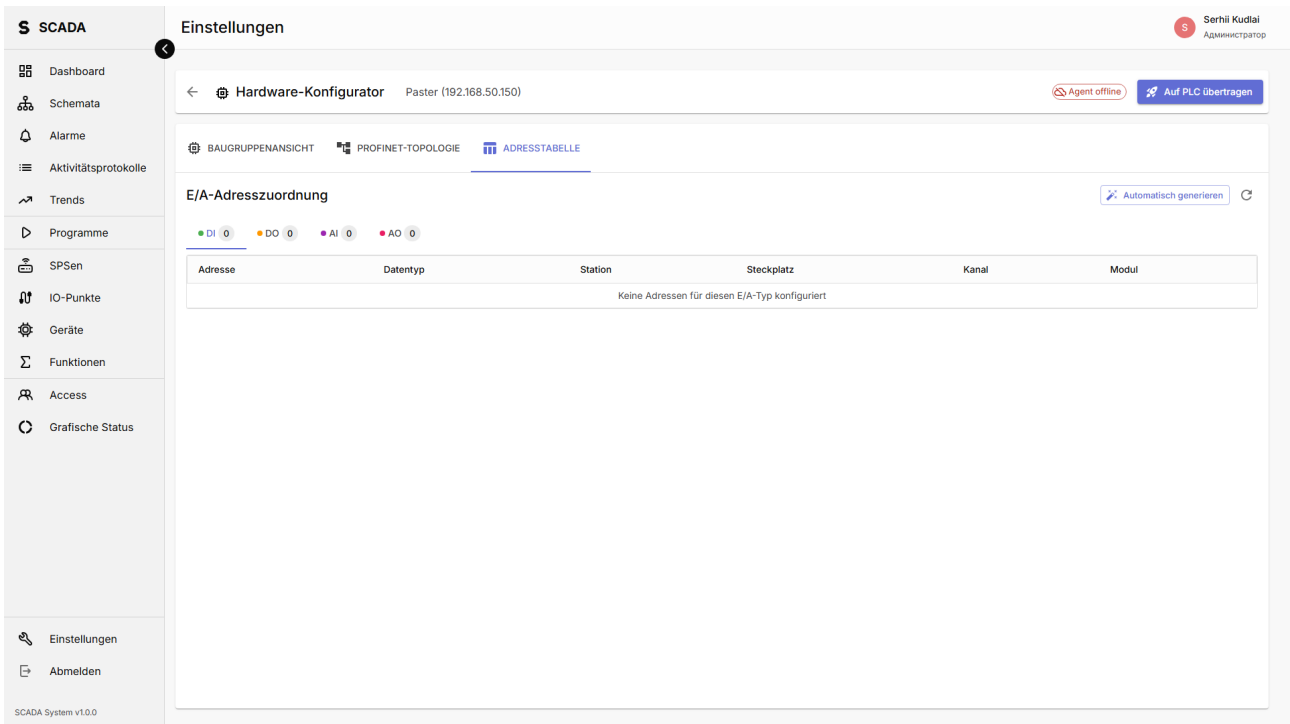 SCADA
Einstellungen
S
Serhii Kudlai
Администратор
Dashboard
Schemata
Alarme
Aktivitätsprotokolle
Trends
Programme
SPSen
IO-Punkte
Geräte
Funktionen
Access
Grafische Status
Einstellungen
Abmelden
SCADA System v1.0.0
Hardware-Konfigurator Paster (192.168.50.150)
Agent offline
Auf PLC übertragen
BAUGRUPPENANSICHT PROFINET-TOPOLOGIE ADRESSTABELLE
E/A-Adresszuordnung
Automatisch generieren
DI 0 DO 0 AI 0 AO 0
Adresse Datentyp Station Steckplatz Kanal Modul
Keine Adressen für diesen E/A-Typ konfiguriert